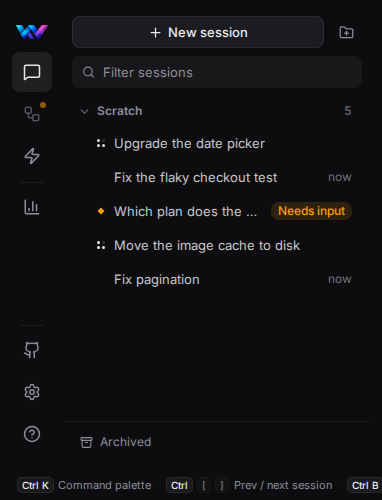 New session
Filter sessions
Scratch 5
Upgrade the date picker
Fix the flaky checkout test now
Which plan does the ... Needs input
Move the image cache to disk
Fix pagination now
Archived
Ctrl K Command palette Ctrl [ ] Prev / next session Ctrl B